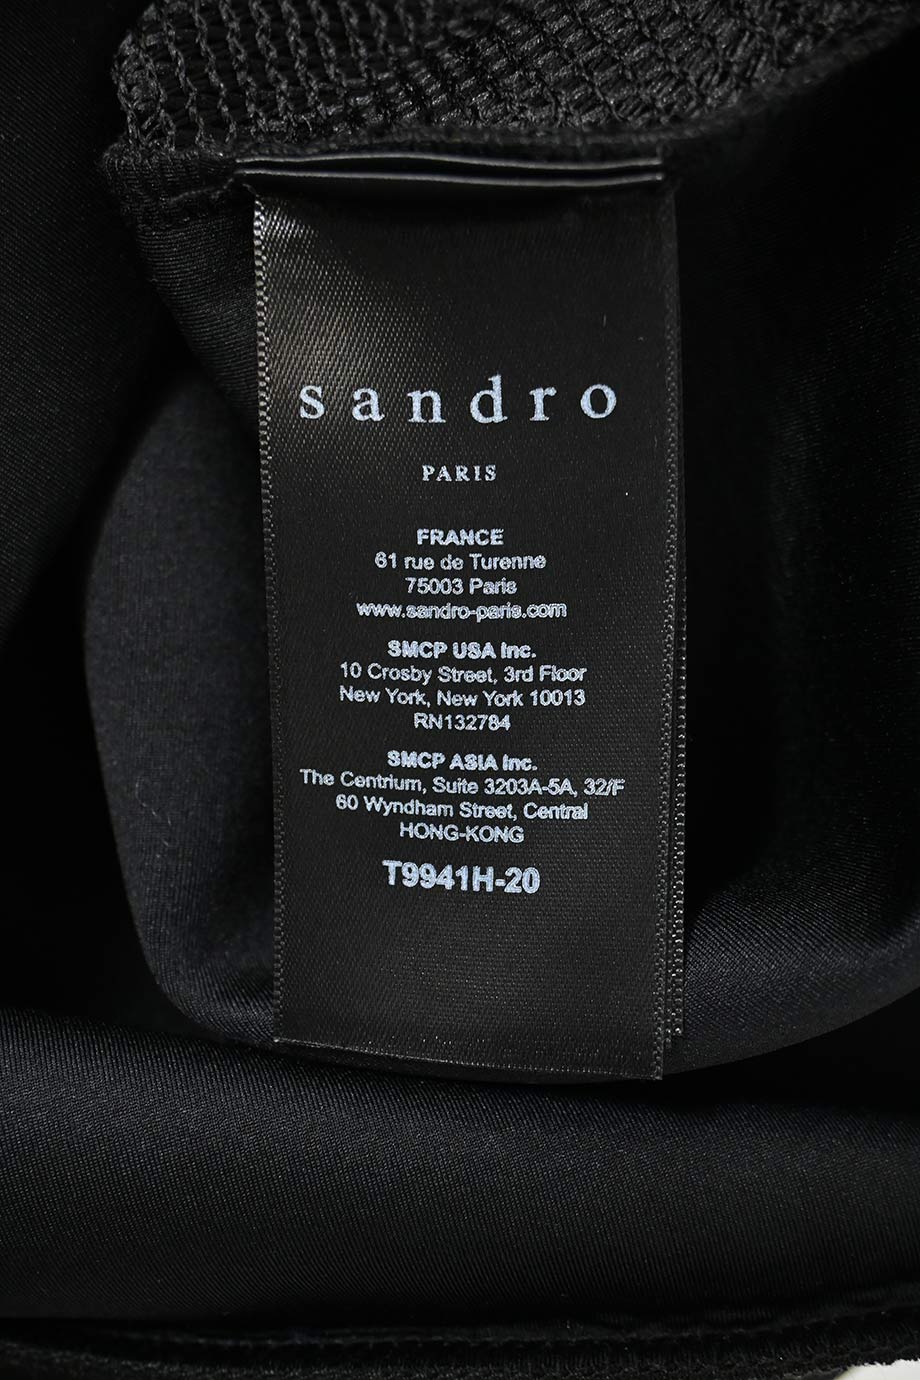 sandro
PARIS
FRANCE
61 rue de Turenne
75003 Paris
www.sandro-paris.com
SMCP USA Inc.
10 Crosby Street, 3rd Floor
New York, New York 10013
RN132784
SMCP ASIA Inc.
The Centrium, Suite 3203A-5A, 32/F
60 Wyndham Street, Central
HONG-KONG
T9941H-20